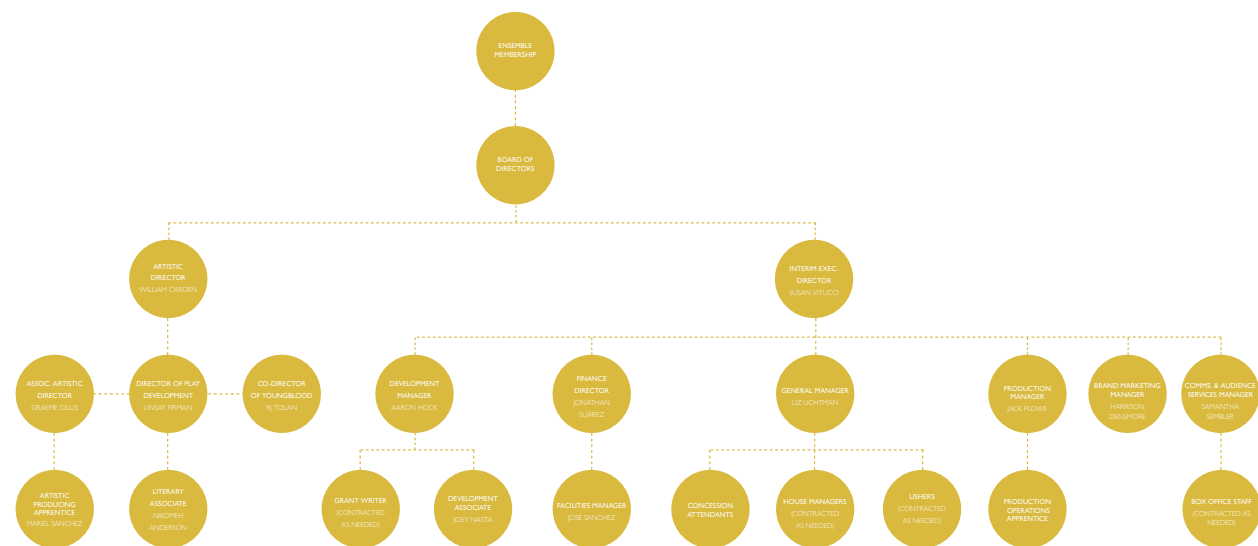 ENSEMBLE
MEMBERSHIP
BOARD OF
DIRECTORS
ARTISTIC
DIRECTOR
WILLIAM CARDEN
INTERIM EXEC.
DIRECTOR
SUSAN VITUCCI
ASSOC. ARTISTIC
DIRECTOR
GRAEME GILLIS
DIRECTOR OF PLAY
DEVELOPMENT
LINSAY FIRMAN
CO-DIRECTOR
OF YOUNGBLOOD
RJ TOLAN
DEVELOPMENT
MANAGER
AARON HOCK
FINANCE
DIRECTOR
JONATHAN
SUÁREZ
GENERAL MANAGER
LIZ LICHTMAN
PRODUCTION
MANAGER
JACK PLOWE
BRAND MARKETING
MANAGER
HARRISON
DENSMORE
COMMS. & AUDIENCE
SERVICES MANAGER
SAMANTHA
SEMBLER
ARTISTIC
PRODUCING
APPRENTICE
MARIEL SANCHEZ
LITERARY
ASSOCIATE
NIKOMEH
ANDERSON
GRANT WRITER
(CONTRACTED
AS NEEDED)
DEVELOPMENT
ASSOCIATE
JOEY NASTA
FACILITIES MANAGER
JOSÉ SANCHEZ
CONCESSION
ATTENDANTS
HOUSE MANAGERS
(CONTRACTED
AS NEEDED)
USHERS
(CONTRACTED
AS NEEDED)
PRODUCTION
OPERATIONS
APPRENTICE
BOX OFFICE STAFF
(CONTRACTED AS
NEEDED)